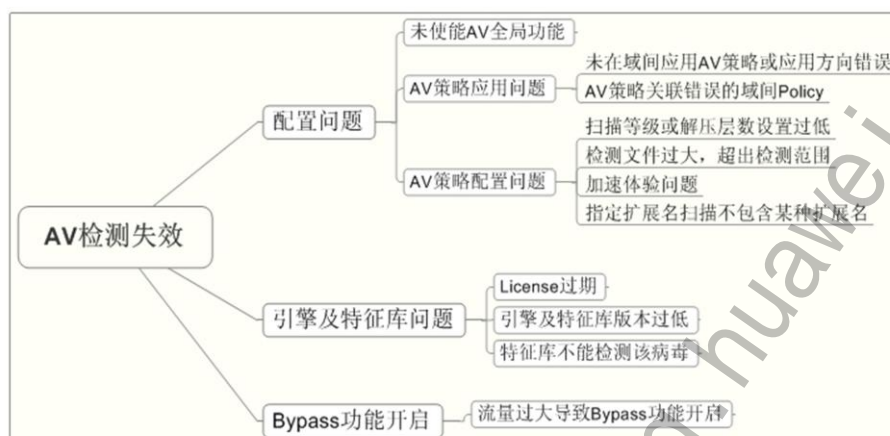 未使能AV全局功能
未在域间应用AV策略或应用方向错误
AV策略应用问题
AV策略关联错误的域间Policy
配置问题
扫描等级或解压层数设置过低
检测文件过大，超出检测范围
AV策略配置问题
加速体验问题
指定扩展名扫描不包含某种扩展名
AV检测失效
License过期
引擎及特征库问题
引擎及特征库版本过低
特征库不能检测该病毒
Bypass功能开启
流量过大导致Bypass功能开启
g.huawei